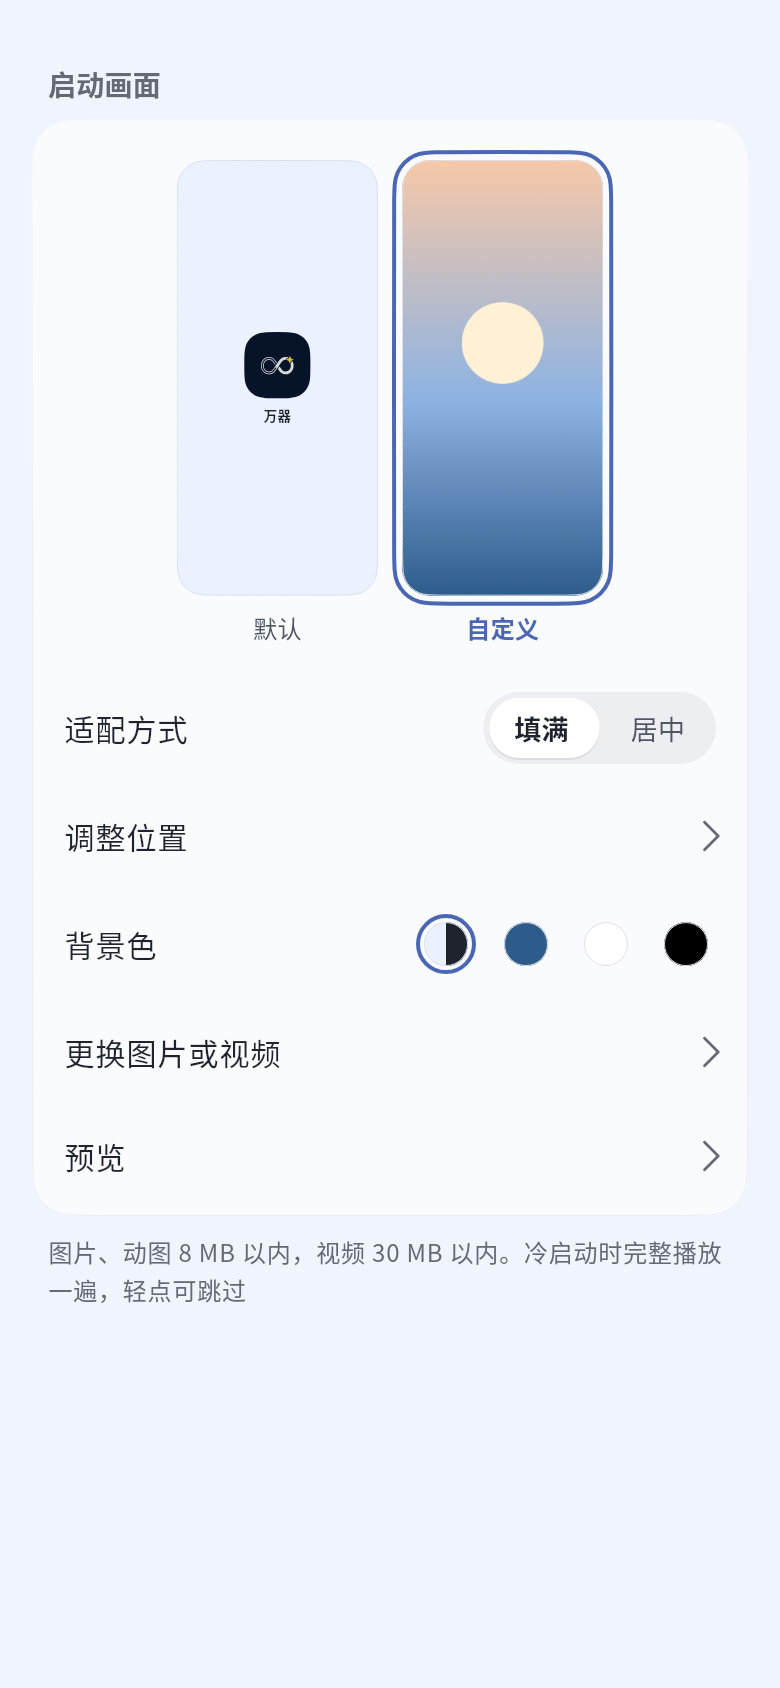 启动画面
万器
默认
自定义
适配方式
填满
居中
调整位置
背景色
更换图片或视频
预览
图片、动图 8 MB 以内，视频 30 MB 以内。冷启动时完整播放
一遍，轻点可跳过